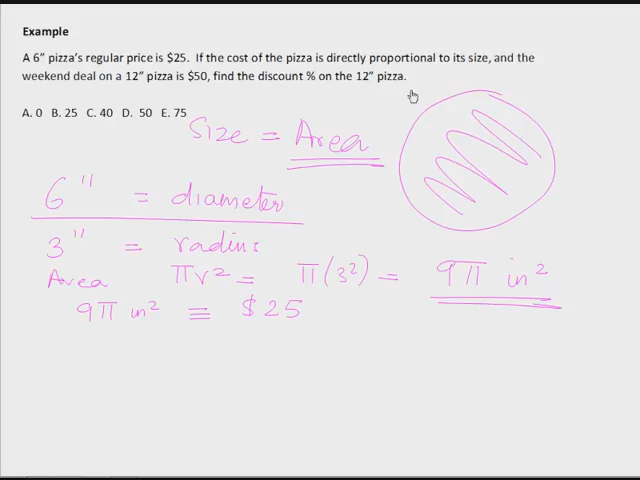 Example
A 6” pizza’s regular price is $25. If the cost of the pizza is directly proportional to its size, and the
weekend deal on a 12” pizza is $50, find the discount % on the 12” pizza.
A. 0 B. 25 C. 40 D. 50 E. 75
Size = Area
6" = diameter
3" = radius
Area πr² = π(3²) = 9π in²
9π in² ≡ $25